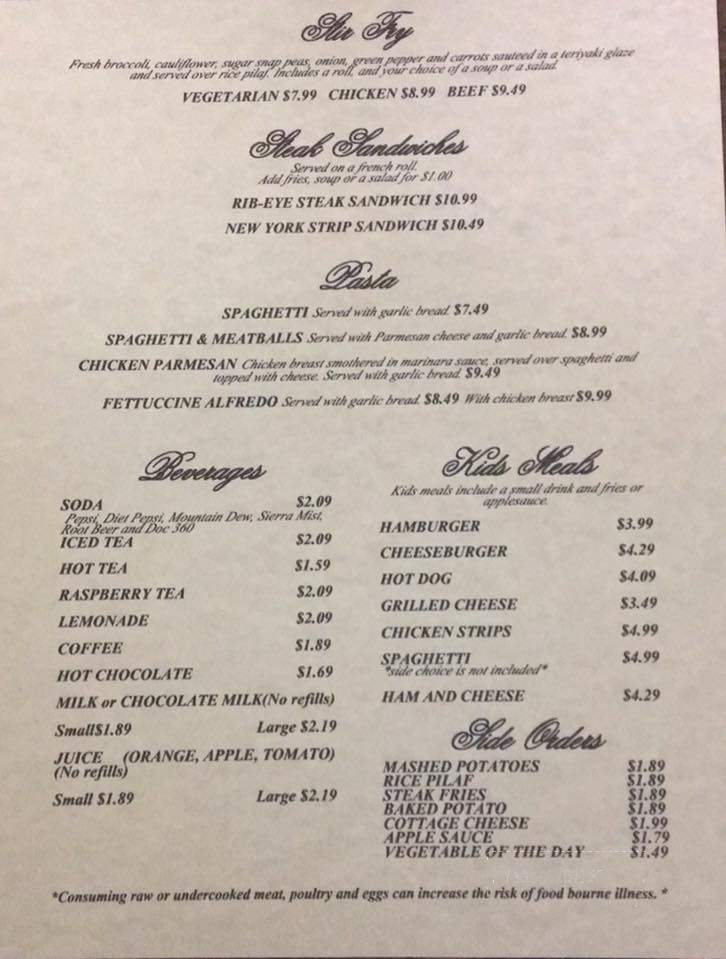 Stir Fry
Fresh broccoli, cauliflower, sugar snap peas, onion, green pepper and carrots sauteed in a teriyaki glaze
and served over rice pilaf. Includes a roll, and your choice of a soup or a salad.
VEGETARIAN $7.99 CHICKEN $8.99 BEEF $9.49
Steak Sandwiches
Served on a french roll.
Add fries, soup or a salad for $1.00
RIB-EYE STEAK SANDWICH $10.99
NEW YORK STRIP SANDWICH $10.49
Pasta
SPAGHETTI Served with garlic bread. $7.49
SPAGHETTI & MEATBALLS Served with Parmesan cheese and garlic bread. $8.99
CHICKEN PARMESAN Chicken breast smothered in marinara sauce, served over spaghetti and
topped with cheese. Served with garlic bread. $9.49
FETTUCCINE ALFREDO Served with garlic bread. $8.49 With chicken breast $9.99
Beverages
SODA $2.09
Pepsi, Diet Pepsi, Mountain Dew, Sierra Mist,
Root Beer and Doc 360
ICED TEA $2.09
HOT TEA $1.59
RASPBERRY TEA $2.09
LEMONADE $2.09
COFFEE $1.89
HOT CHOCOLATE $1.69
MILK or CHOCOLATE MILK(No refills)
Small$1.89 Large $2.19
JUICE (ORANGE, APPLE, TOMATO)
(No refills)
Small $1.89 Large $2.19
Kids Meals
Kids meals include a small drink and fries or
applesauce.
HAMBURGER $3.99
CHEESEBURGER $4.29
HOT DOG $4.09
GRILLED CHEESE $3.49
CHICKEN STRIPS $4.99
SPAGHETTI $4.99
*side choice is not included*
HAM AND CHEESE $4.29
Side Orders
MASHED POTATOES $1.89
RICE PILAF $1.89
STEAK FRIES $1.89
BAKED POTATO $1.89
COTTAGE CHEESE $1.99
APPLE SAUCE $1.79
VEGETABLE OF THE DAY $1.49
*Consuming raw or undercooked meat, poultry and eggs can increase the risk of food bourne illness. *